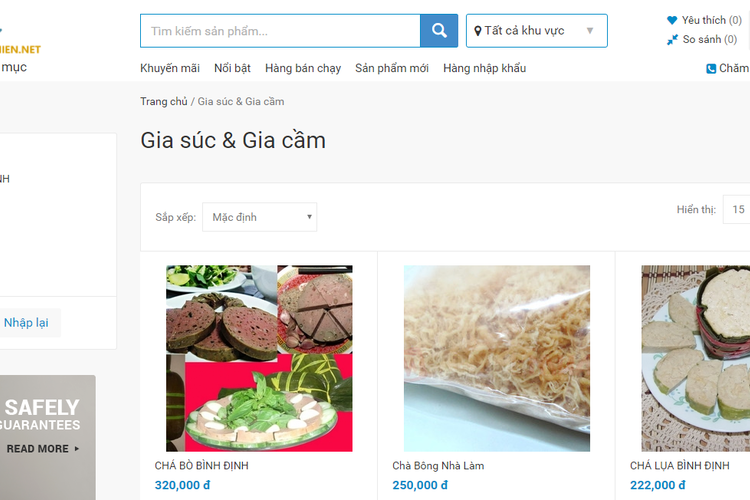 Tìm kiếm sản phẩm...
Tất cả khu vực
Yêu thích (0)
So sánh (0)
HIEN.NET
mục
Khuyến mãi Nổi bật Hàng bán chạy Sản phẩm mới Hàng nhập khẩu
Chăm
Trang chủ / Gia súc & Gia cầm
Gia súc & Gia cầm
NH
Sắp xếp: Mặc định
Hiển thị: 15
Nhập lại
SAFELY
GUARANTEES
READ MORE
CHẢ BÒ BÌNH ĐỊNH
320,000 đ
Chà Bông Nhà Làm
250,000 đ
CHẢ LỤA BÌNH ĐỊNH
222,000 đ